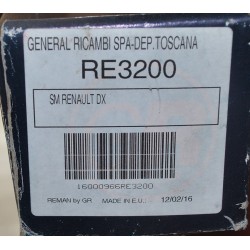 GENERAL RICAMBI SPA-DEP.TOSCANA
RE3200
SM RENAULT DX
16000966RE3200
REMAN by GR
MADE IN E.U.
12/02/16